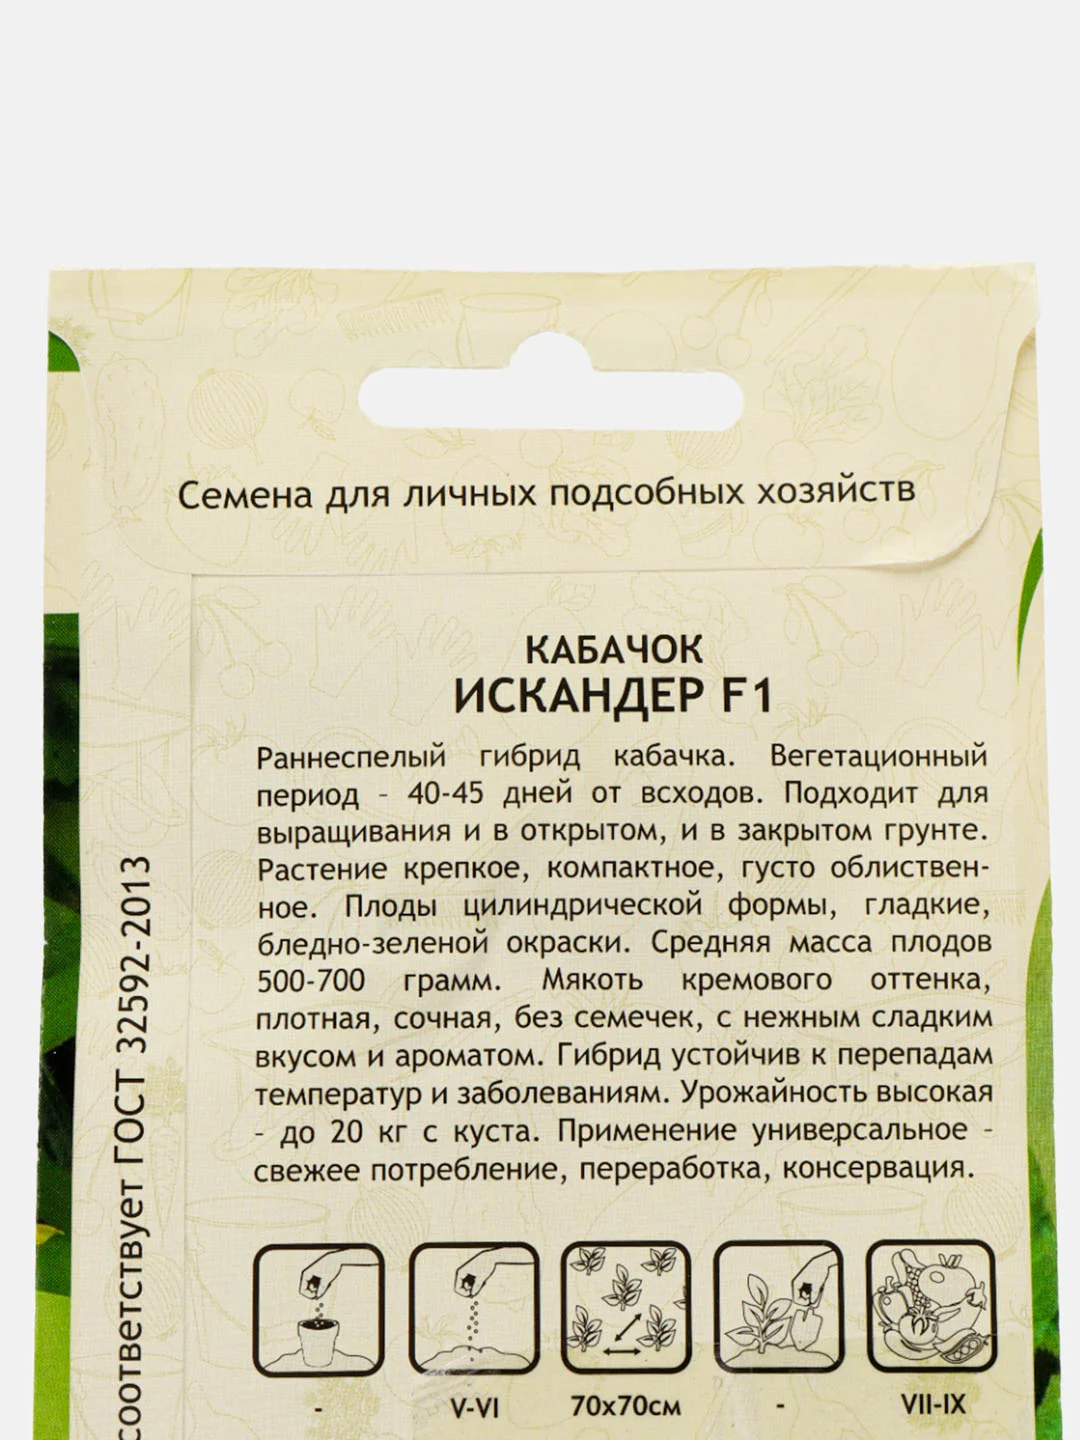 Семена для личных подсобных хозяйств
КАБАЧОК
ИСКАНДЕР F1
Раннеспелый гибрид кабачка. Вегетационный
период - 40-45 дней от всходов. Подходит для
выращивания и в открытом, и в закрытом грунте.
Растение крепкое, компактное, густо облиствен-
ное. Плоды цилиндрической формы, гладкие,
бледно-зеленой окраски. Средняя масса плодов
500-700 грамм. Мякоть кремового оттенка,
плотная, сочная, без семечек, с нежным сладким
вкусом и ароматом. Гибрид устойчив к перепадам
температур и заболеваниям. Урожайность высокая
- до 20 кг с куста. Применение универсальное -
свежее потребление, переработка, консервация.
- V-VI 70х70см - VII-IX
соответствует ГОСТ 32592-2013